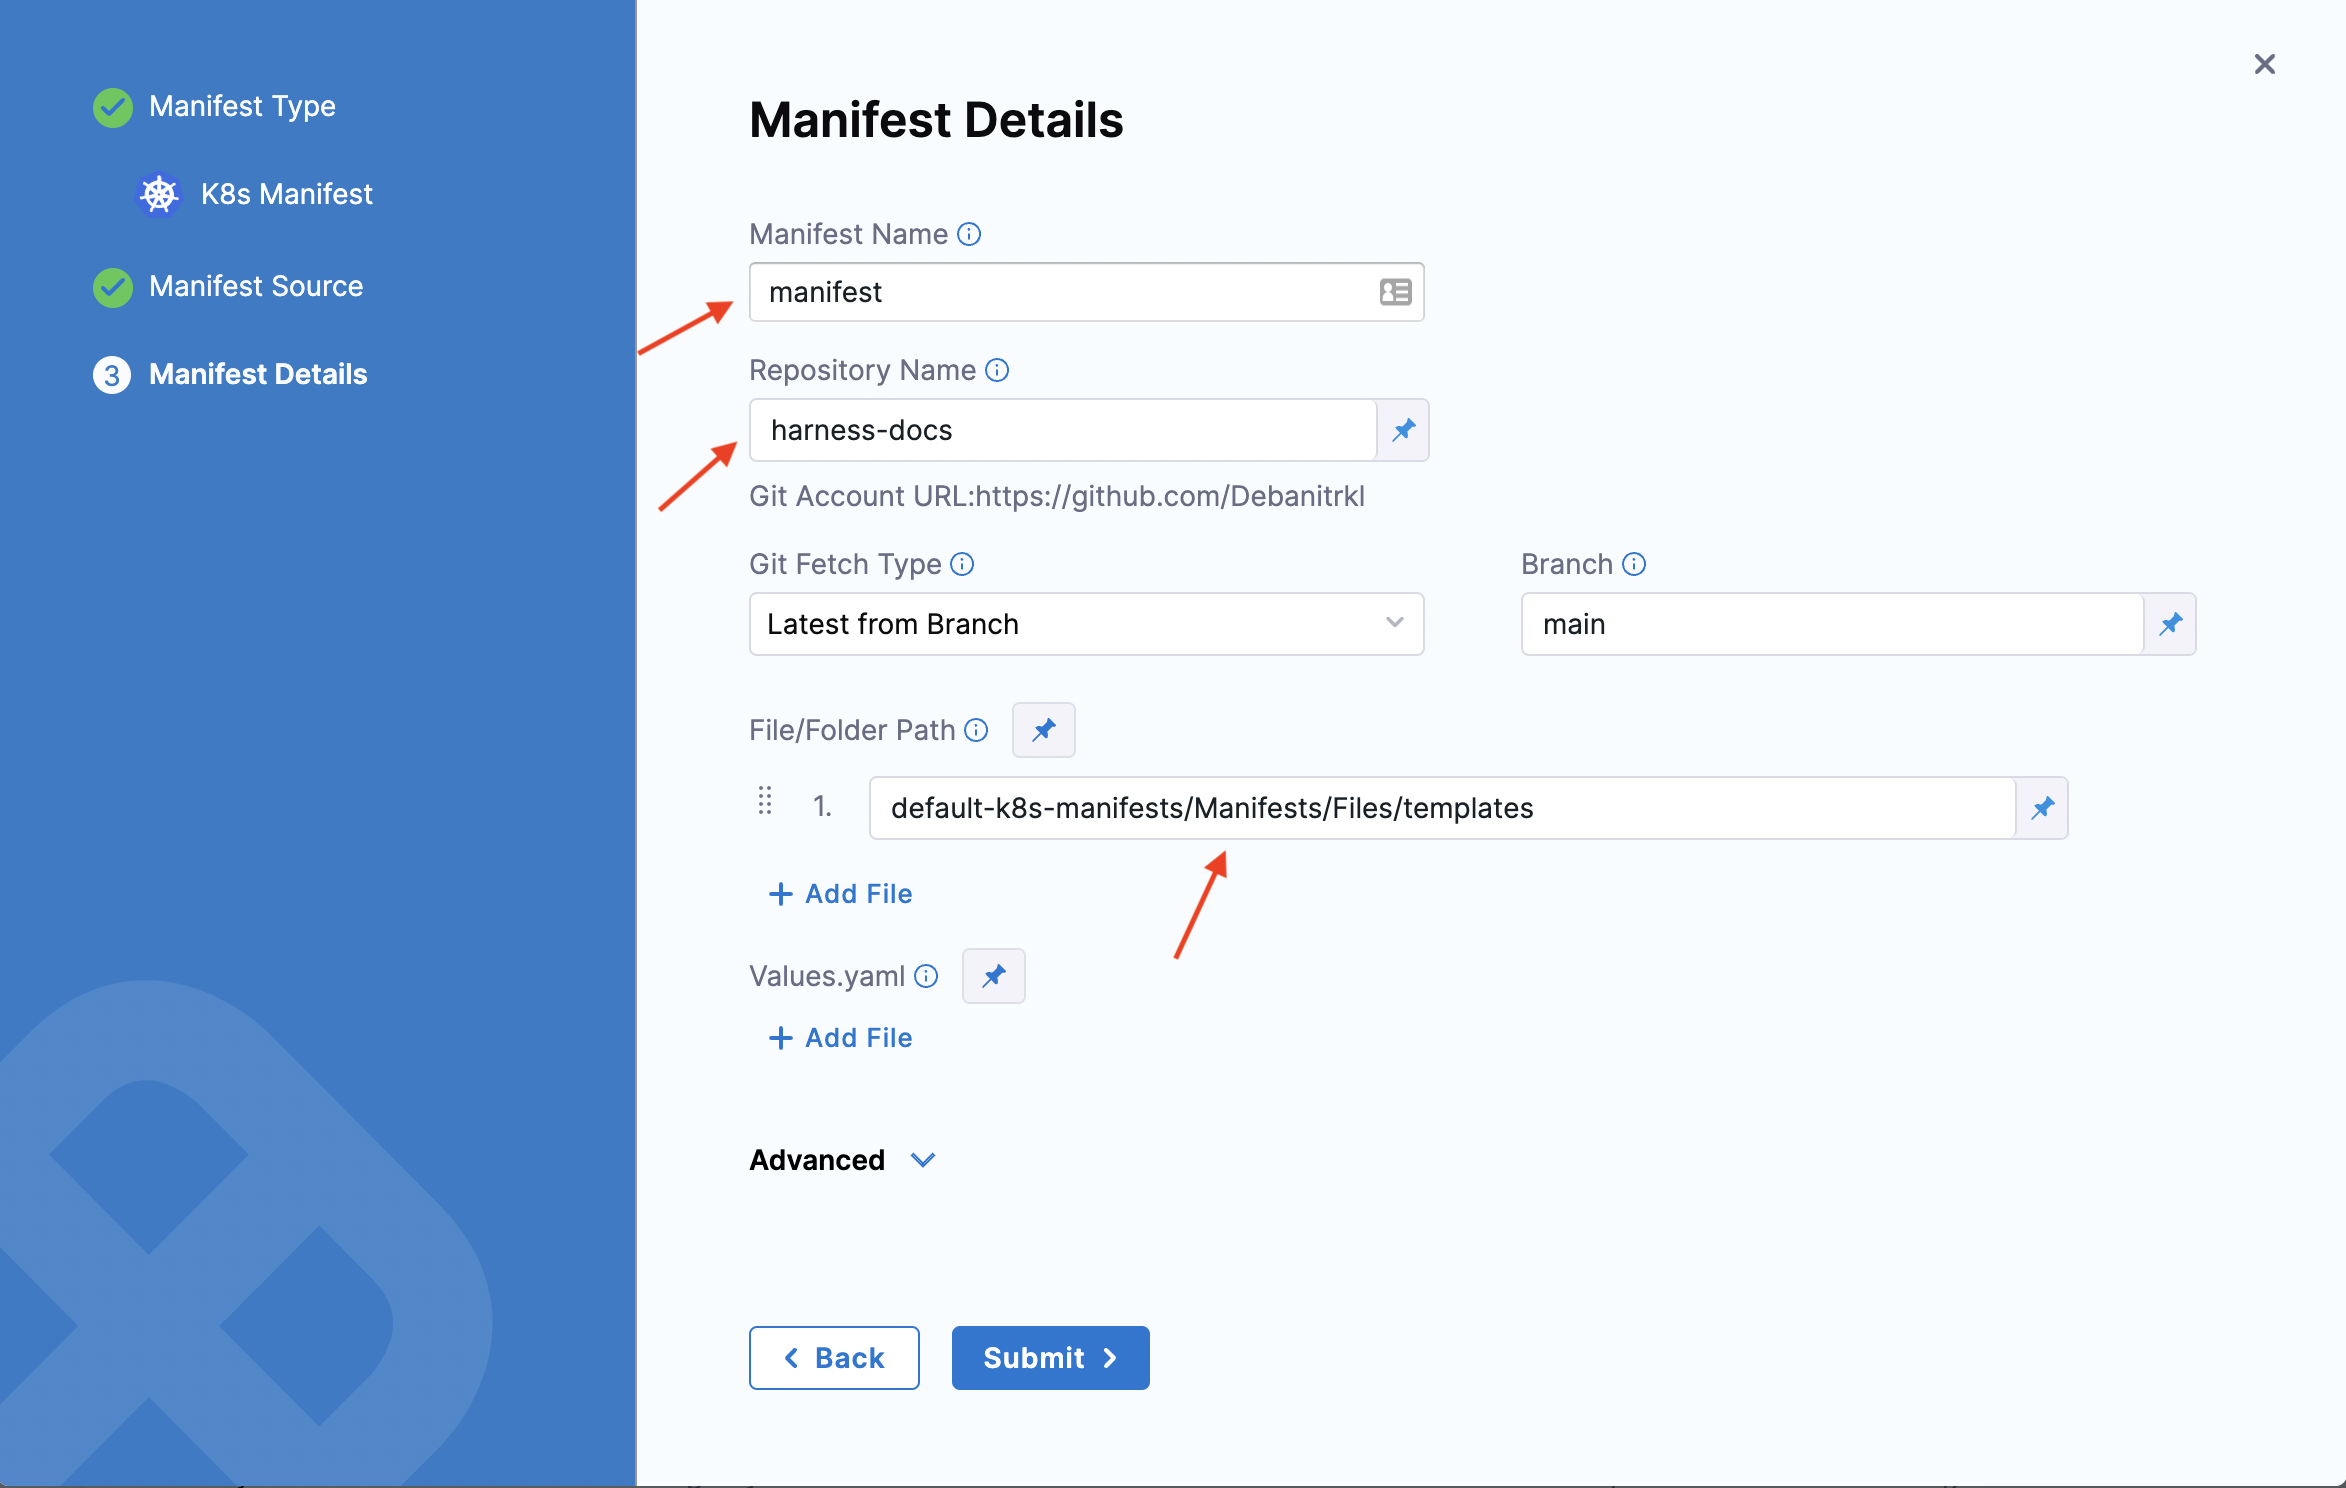 Manifest Type
K8s Manifest
Manifest Source
3 Manifest Details
Manifest Details
Manifest Name
manifest
Repository Name
harness-docs
Git Account URL:https://github.com/Debanitrkl
Git Fetch Type
Latest from Branch
Branch
main
File/Folder Path
1. default-k8s-manifests/Manifests/Files/templates
+ Add File
Values.yaml
+ Add File
Advanced
Back
Submit